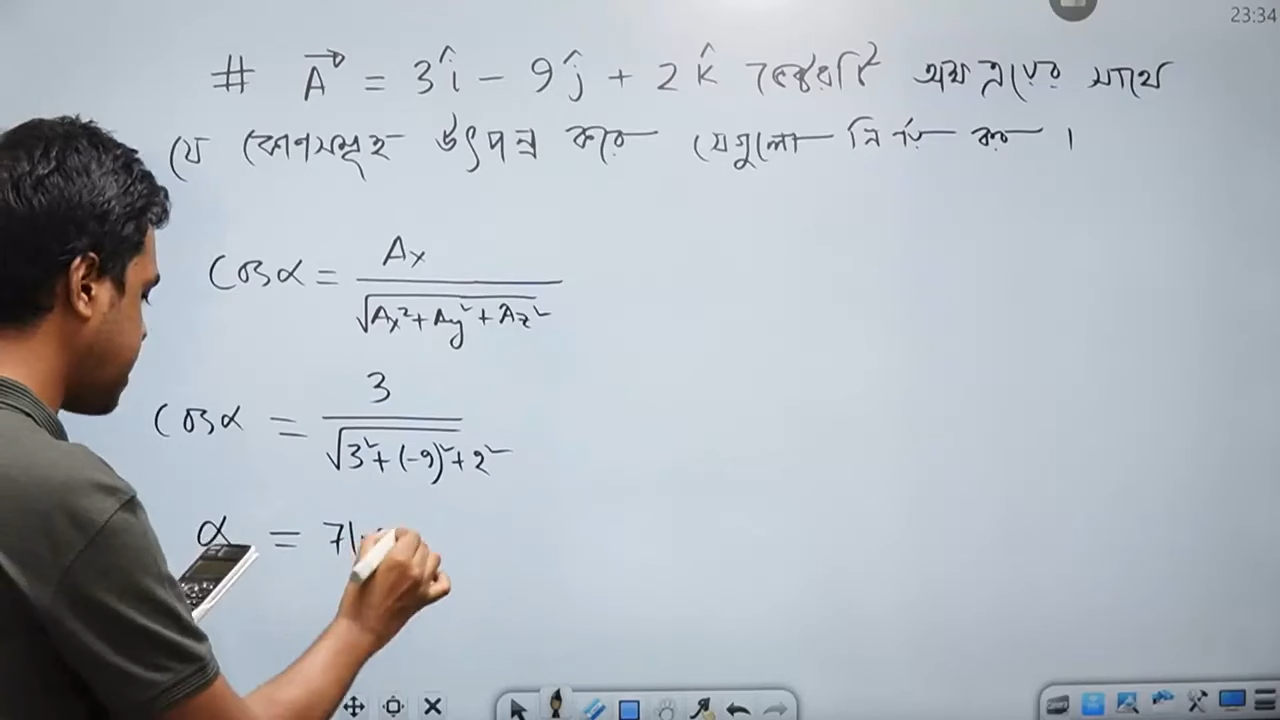 23:34
# A⃗ = 3î − 9ĵ + 2k̂ ভেক্টরটি অক্ষত্রয়ের সাথে
যে কোণসমূহ উৎপন্ন করে সেগুলো নির্ণয় কর ।
cosα = Ax / √(Ax² + Ay² + Az²)
cosα = 3 / √(3² + (-9)² + 2²)
α = 71